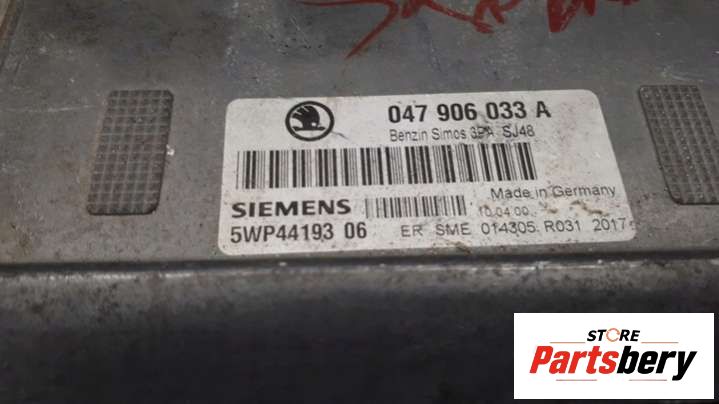 047 906 033 A
Benzin Simos 3PA SJ48
Made in Germany
SIEMENS
10.04.00
5WP44193 06
ER SME 014305 R031 2017
STORE
Partsbery